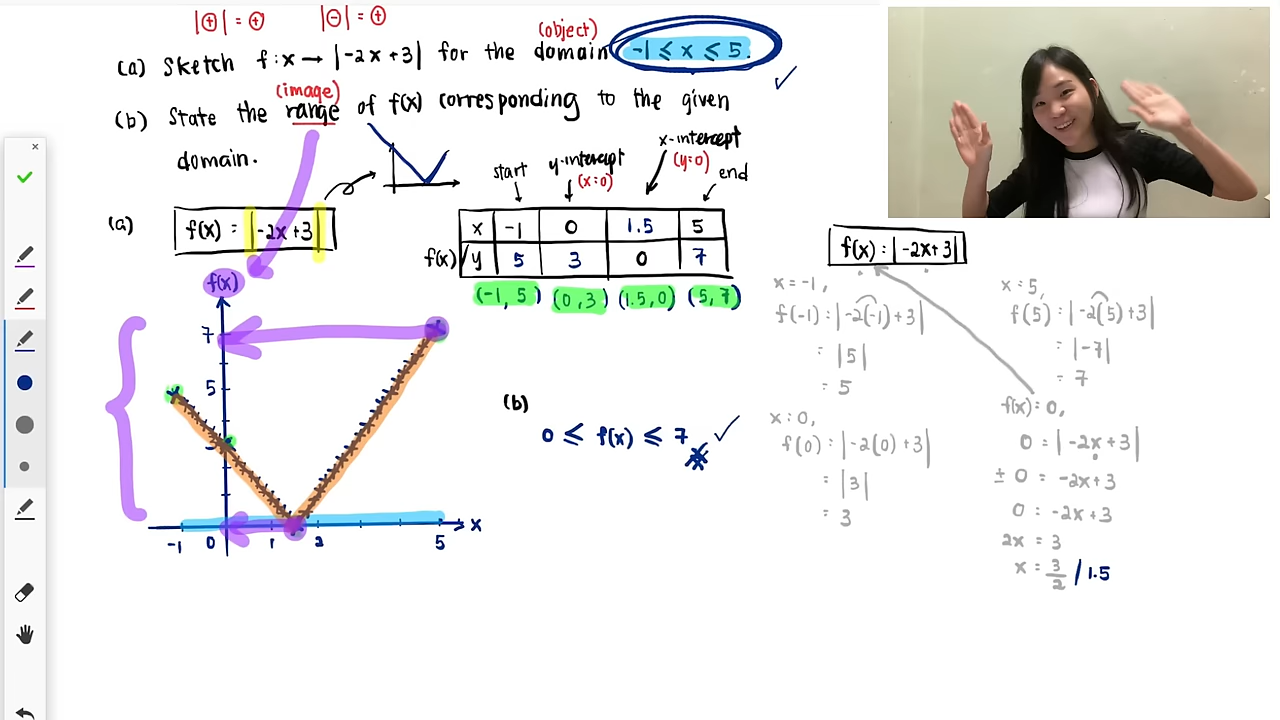 |⊕| = ⊕ |⊖| = ⊕
(object)
(a) Sketch f : x → |-2x+3| for the domain -1 ≤ x ≤ 5.
(image)
(b) State the range of f(x) corresponding to the given
domain.
start
y-intercept
(x=0)
x-intercept
(y=0)
end
(a) f(x) = |-2x+3|
x -1 0 1.5 5
f(x)/y 5 3 0 7
(-1, 5) (0, 3) (1.5, 0) (5, 7)
f(x)
7
5
3
-1 0 1 2 5 x
(b)
0 ≤ f(x) ≤ 7
f(x) = |-2x+3|
x = -1,
f(-1) = |-2(-1)+3|
= |5|
= 5
x = 0,
f(0) = |-2(0)+3|
= |3|
= 3
x = 5,
f(5) = |-2(5)+3|
= |-7|
= 7
f(x) = 0,
0 = |-2x+3|
± 0 = -2x+3
0 = -2x+3
2x = 3
x = 3/2 / 1.5